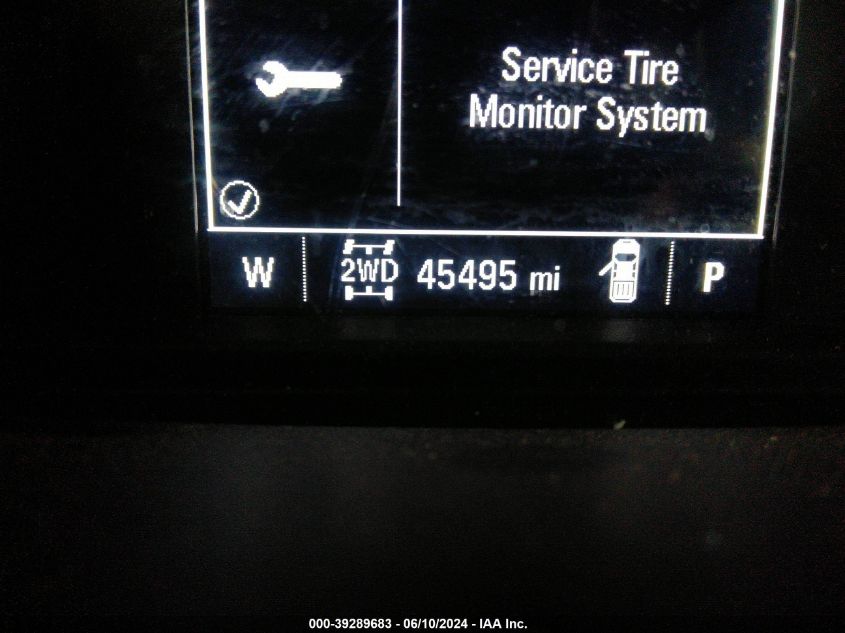 Service Tire
Monitor System
W
2WD
45495 mi
P
000-39289683 - 06/10/2024 - IAA Inc.